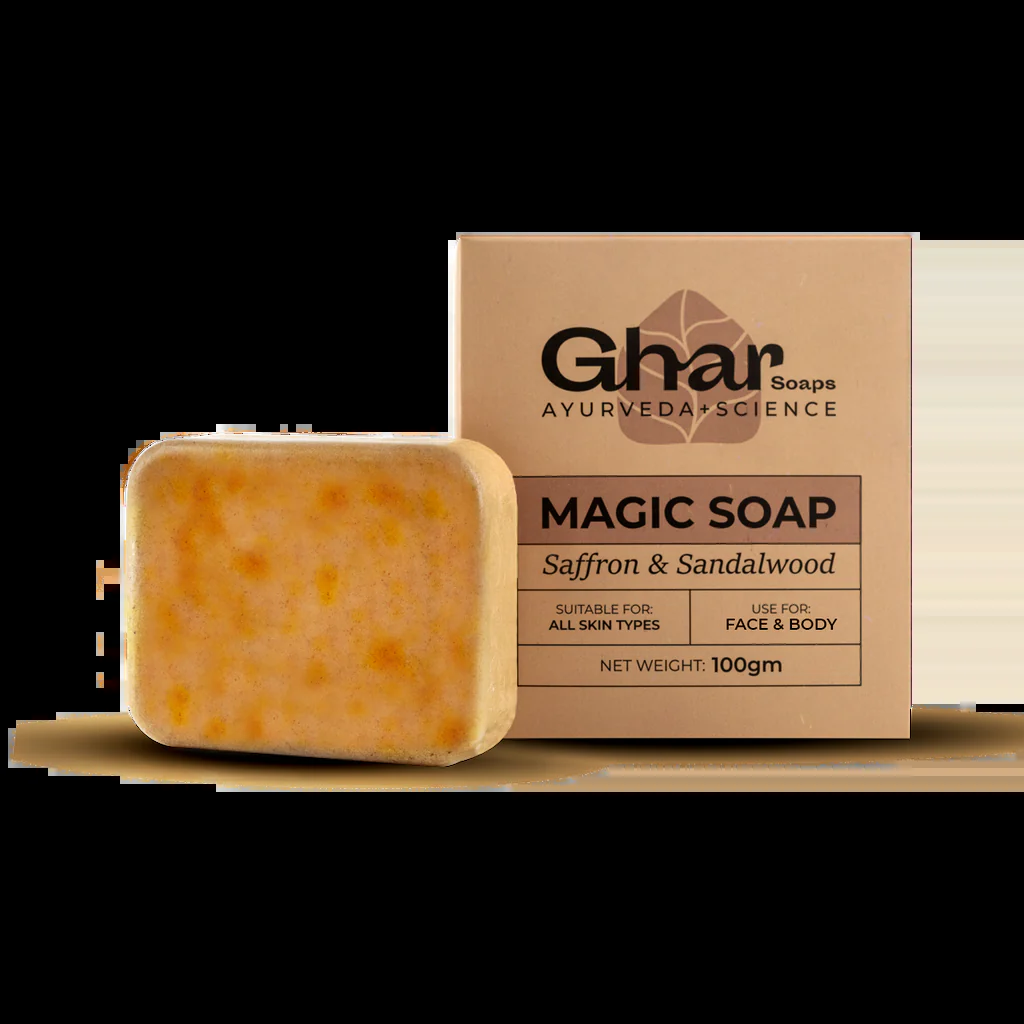 Ghar Soaps
AYURVEDA+SCIENCE
MAGIC SOAP
Saffron & Sandalwood
SUITABLE FOR:
ALL SKIN TYPES
USE FOR:
FACE & BODY
NET WEIGHT: 100gm